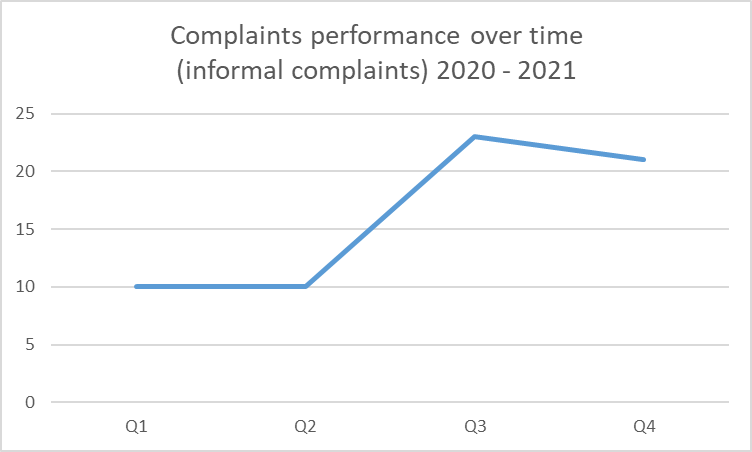 Complaints performance over time
(informal complaints) 2020 - 2021
25
20
15
10
5
0
Q1 Q2 Q3 Q4